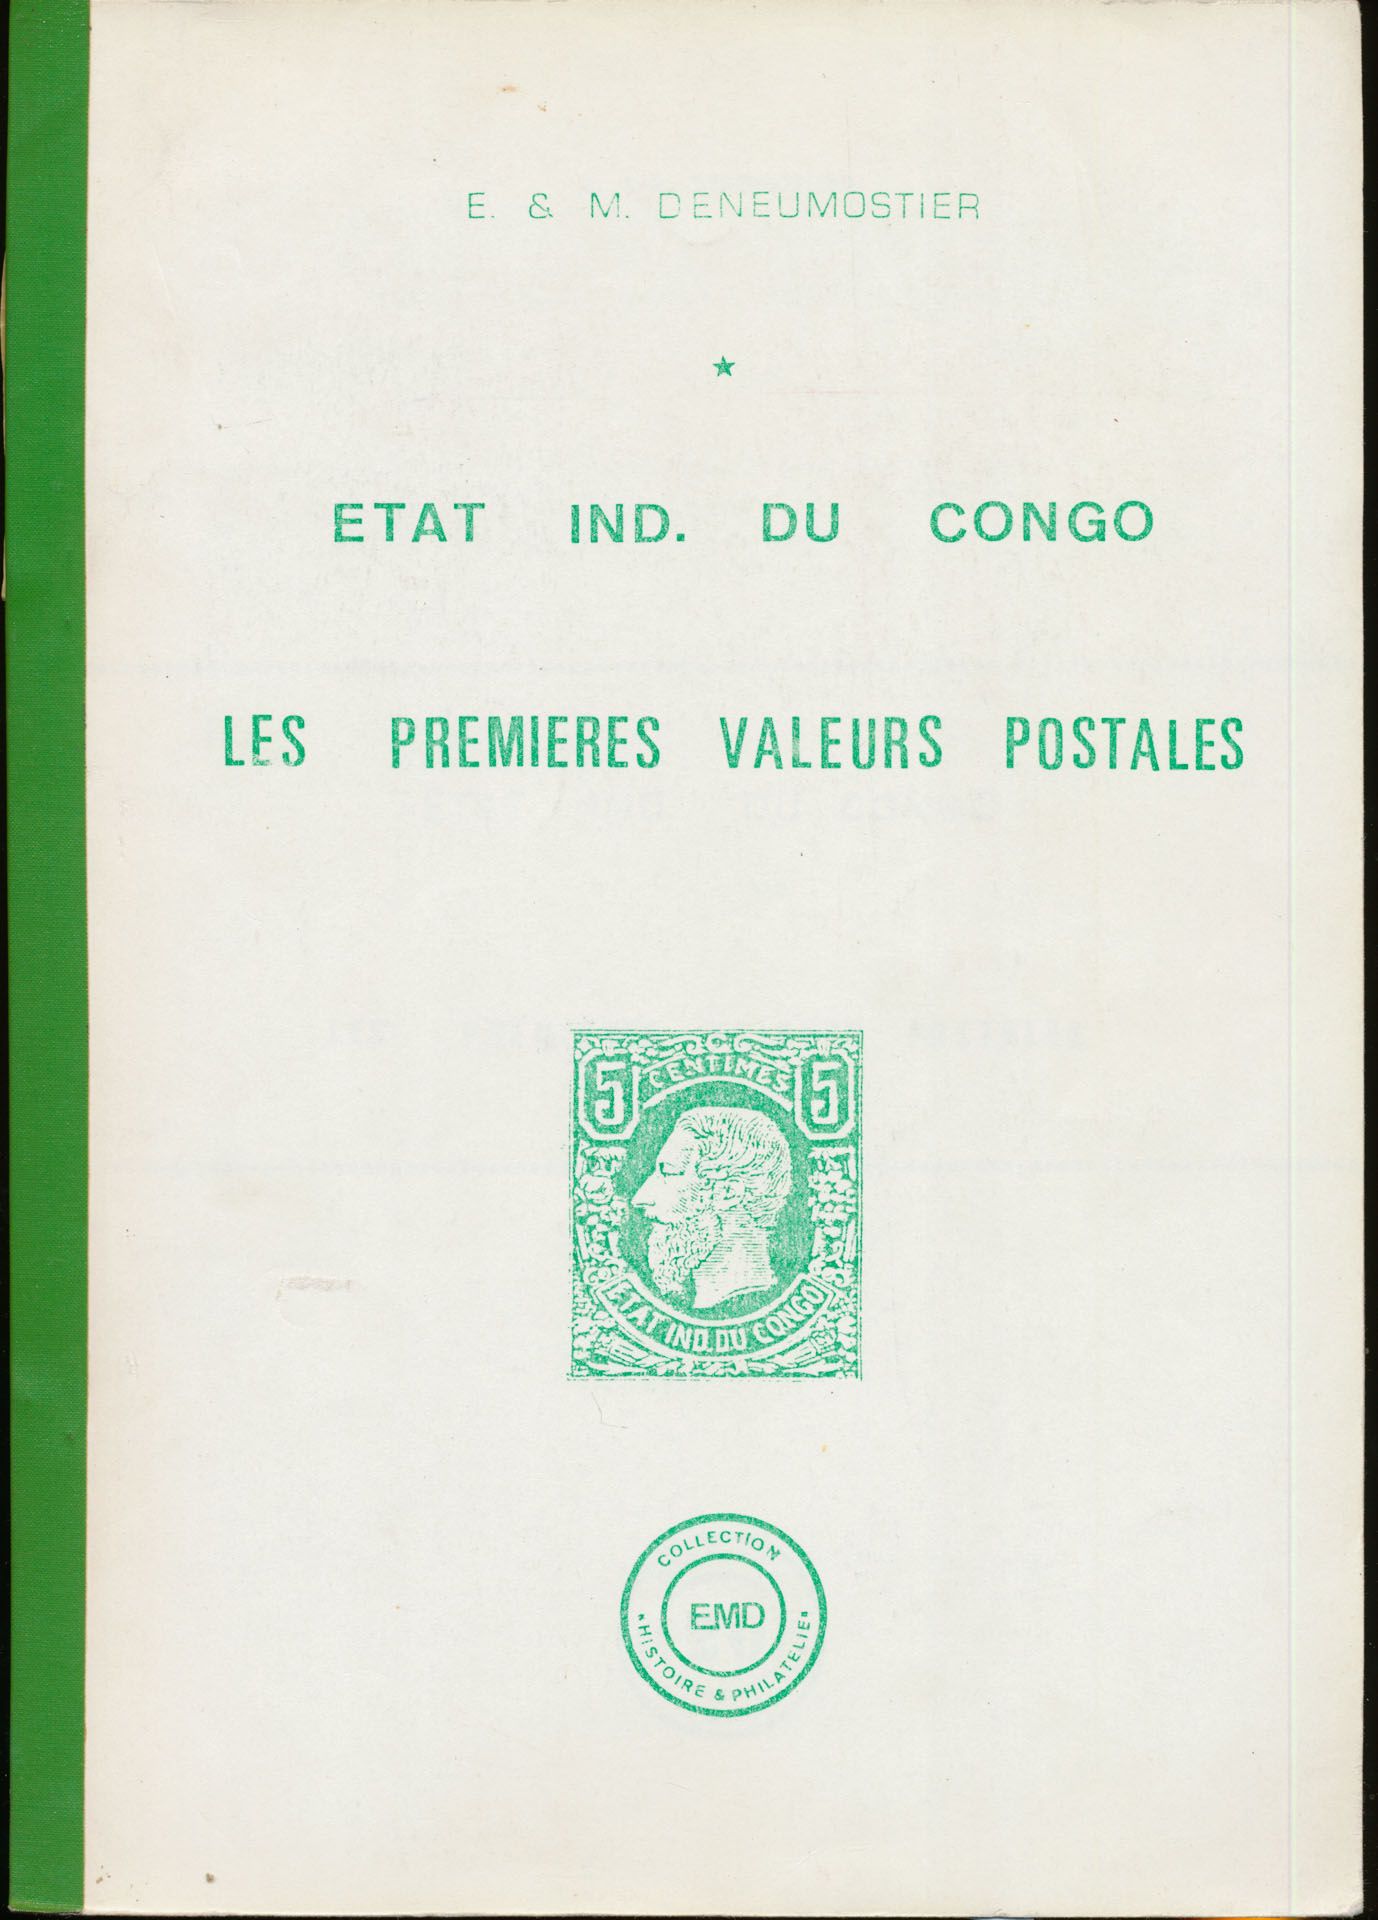 E. & M. DENEUMOSTIER
ETAT IND. DU CONGO
LES PREMIERES VALEURS POSTALES
5 CENTIMES 5
ETAT IND. DU CONGO
COLLECTION
EMD
"HISTOIRE & PHILATELIE"